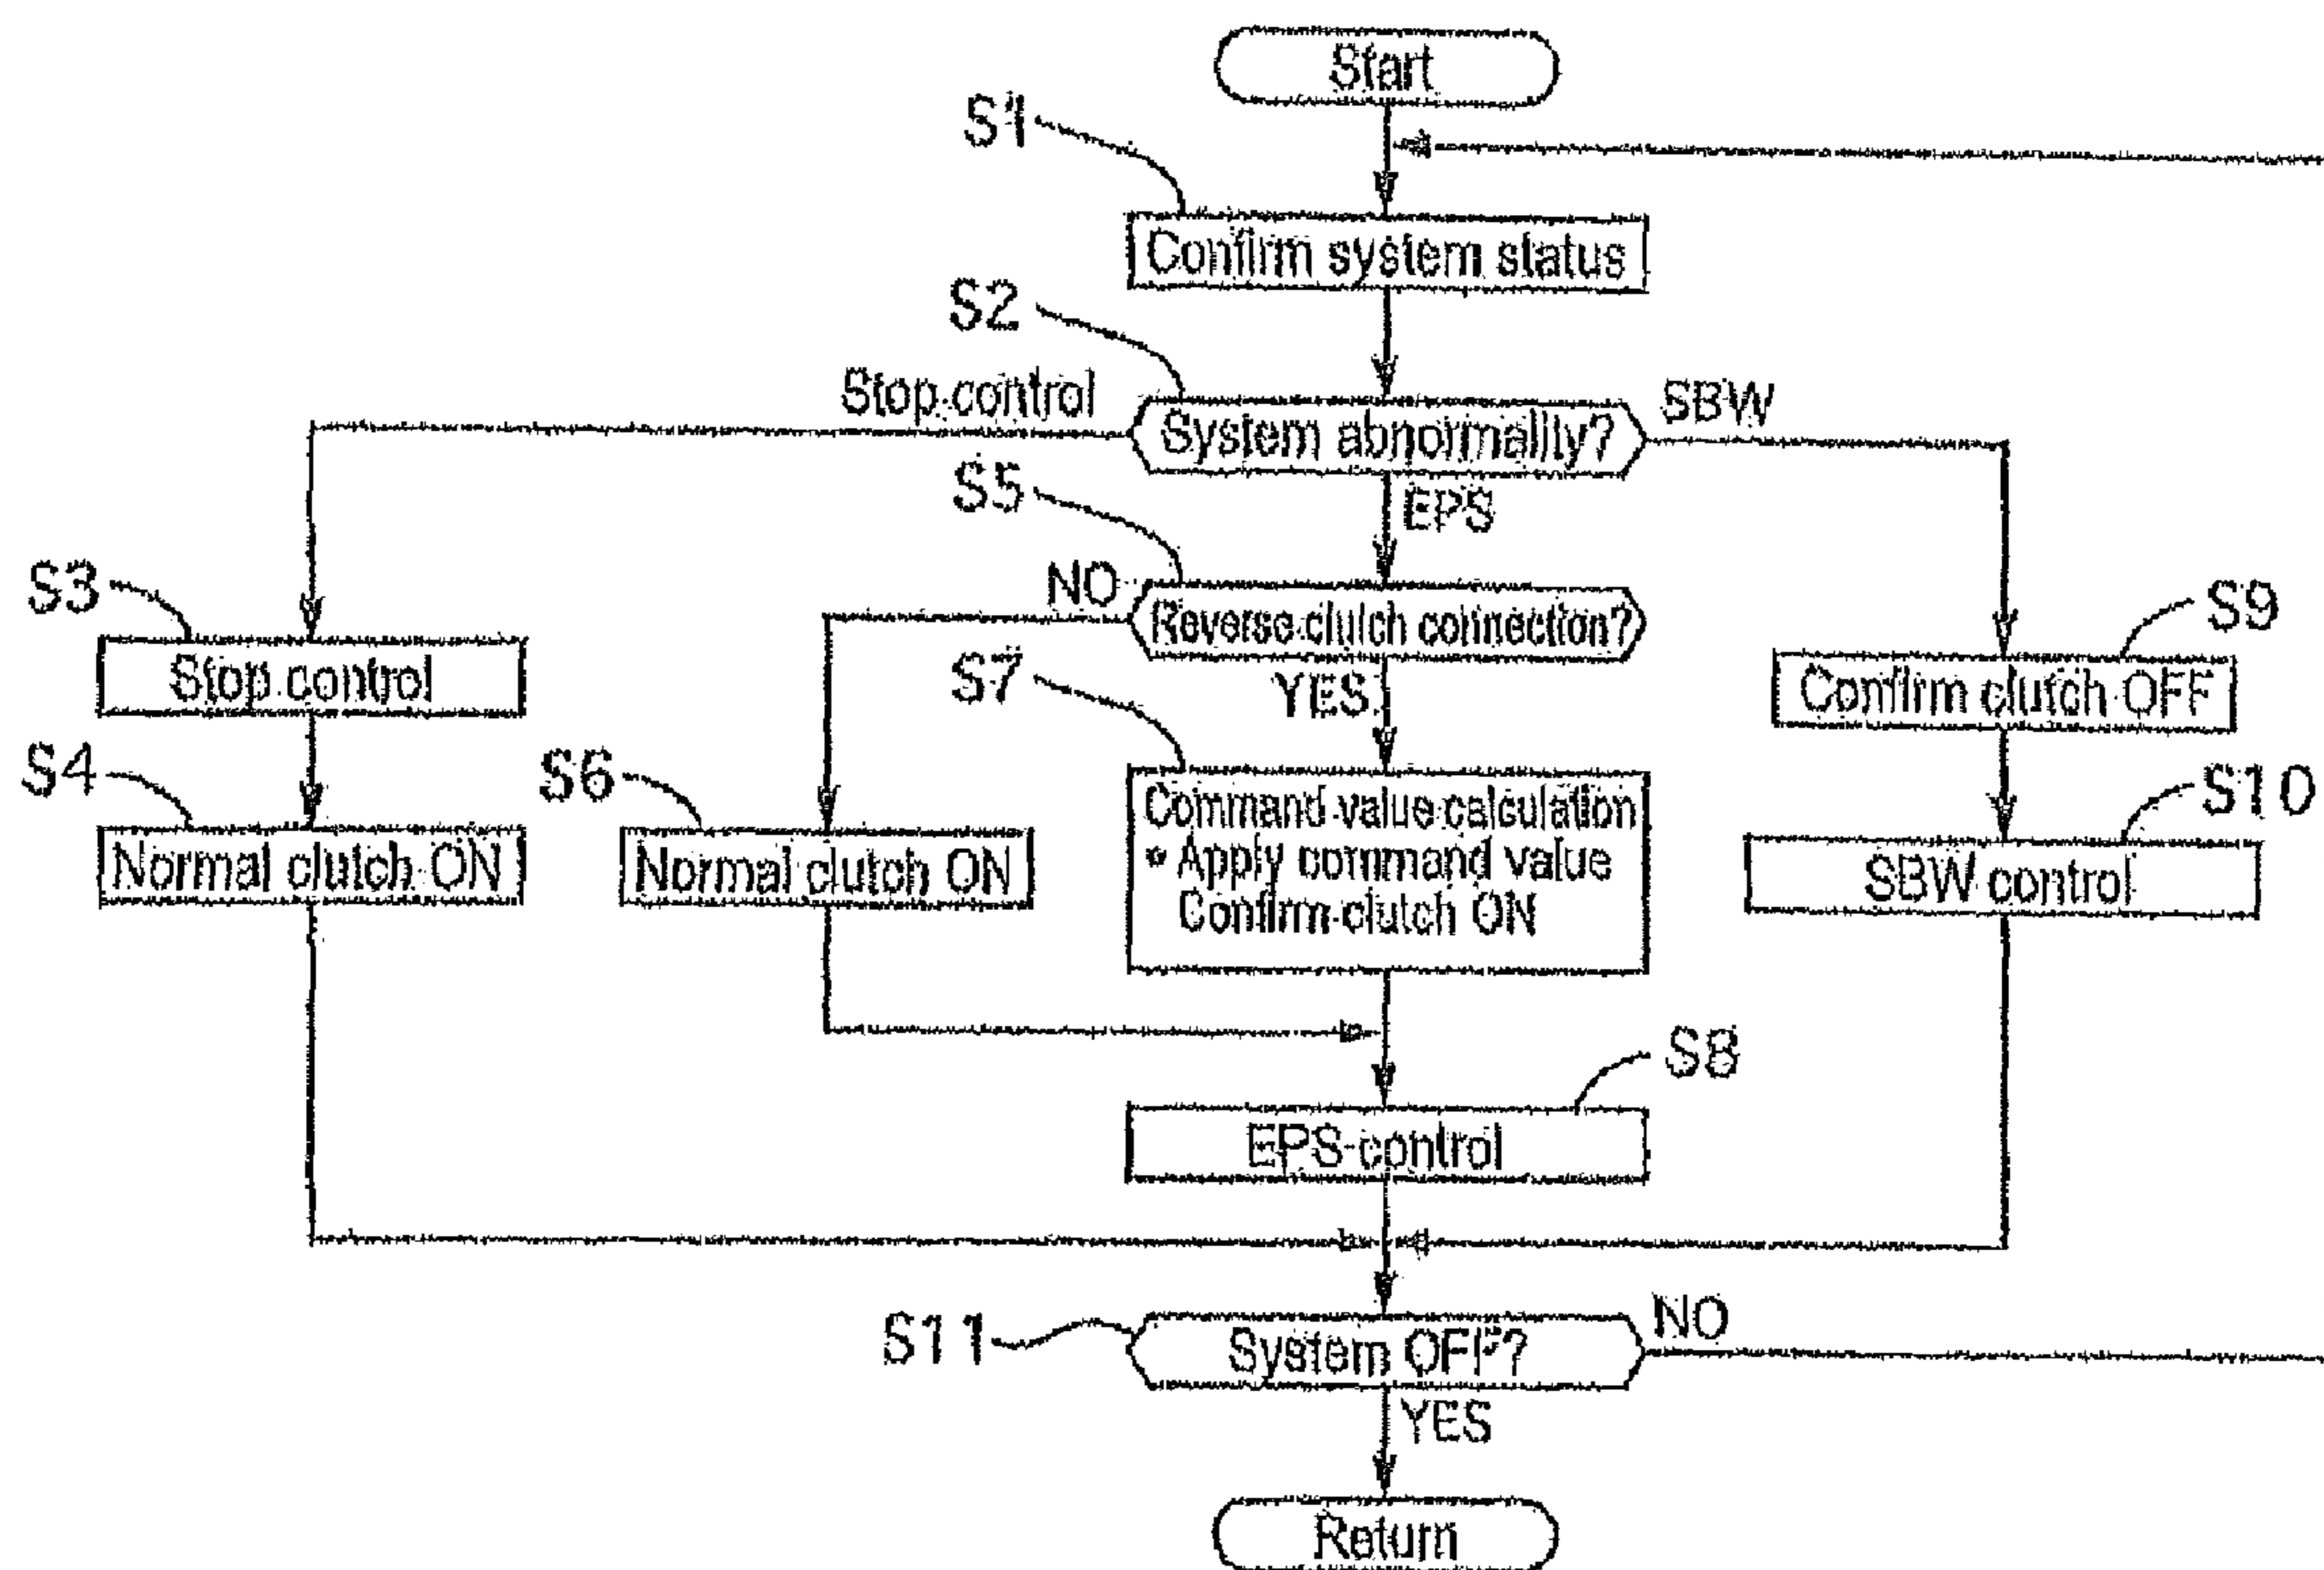 Start
S1
Confirm system status
S2
Stop control
SBW
System abnormality?
S5
EPS
NO
S3
Reverse clutch connection?
S9
Stop control
S7
YES
Confirm clutch OFF
S4
S6
Command value calculation
S10
Normal clutch ON
Normal clutch ON
• Apply command value
SBW control
Confirm clutch ON
S8
EPS control
S11
System OFF?
NO
YES
Return